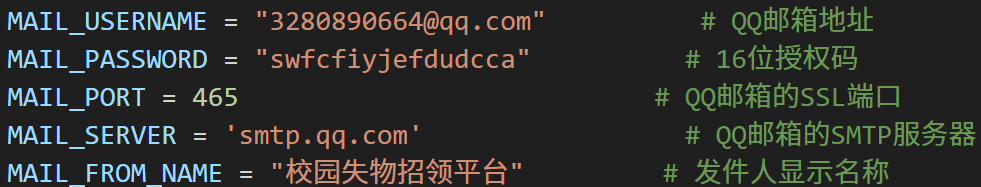 MAIL_USERNAME = "3280890664@qq.com" # QQ邮箱地址
MAIL_PASSWORD = "swfcfiyjefdudcca" # 16位授权码
MAIL_PORT = 465 # QQ邮箱的SSL端口
MAIL_SERVER = 'smtp.qq.com' # QQ邮箱的SMTP服务器
MAIL_FROM_NAME = "校园失物招领平台" # 发件人显示名称